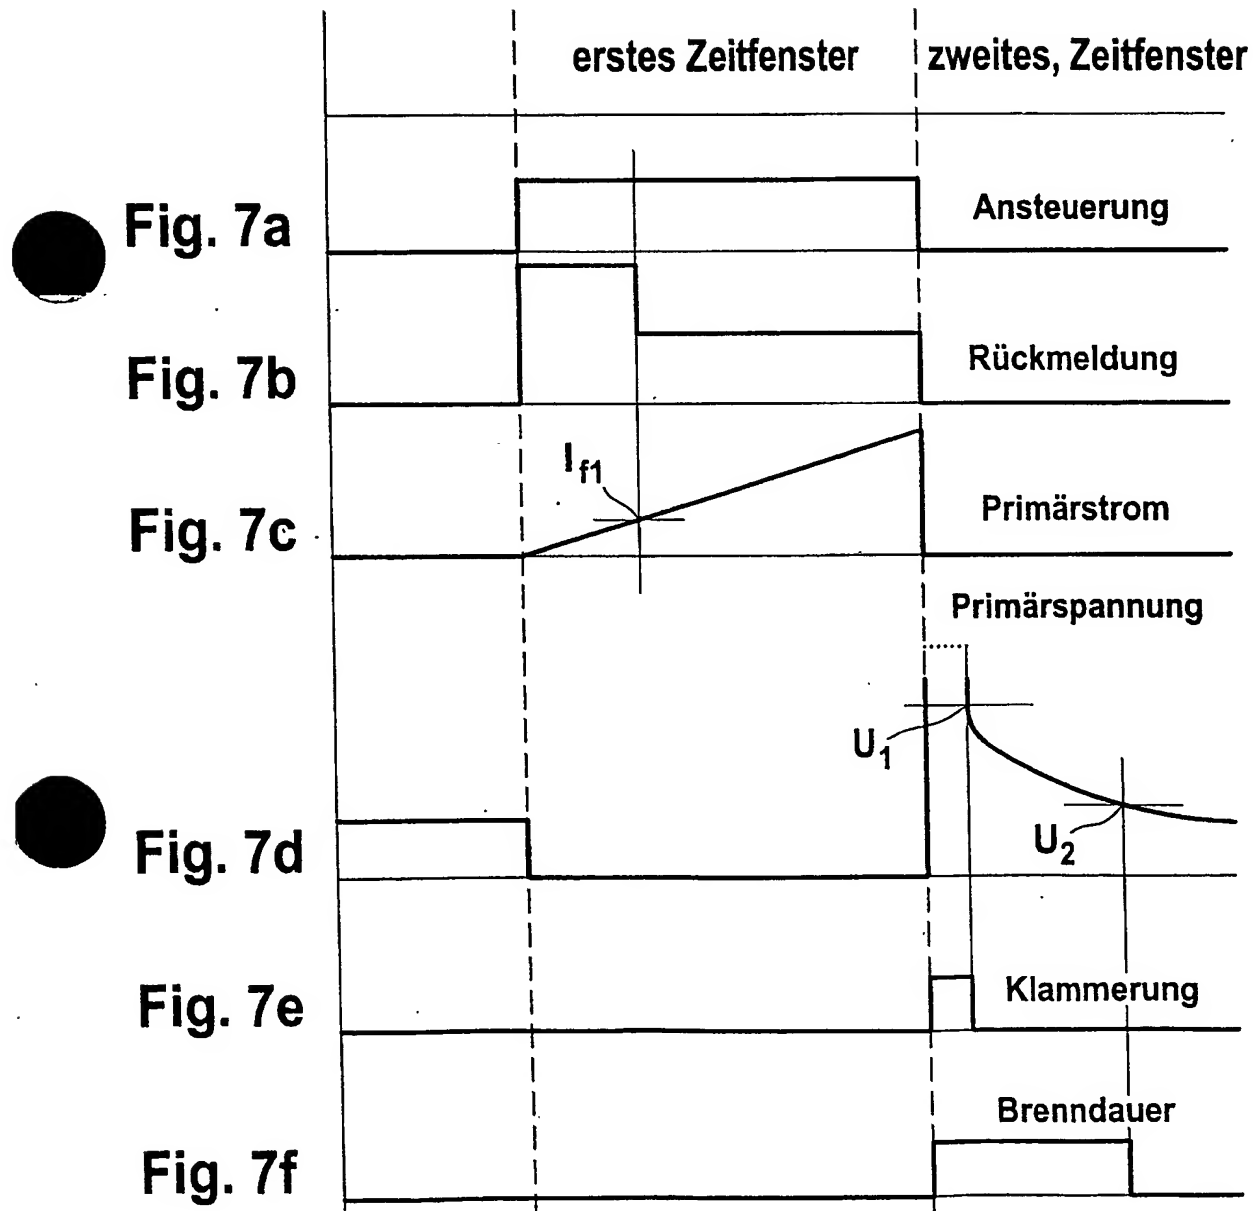 erstes Zeitfenster
zweites, Zeitfenster
Fig. 7a
Ansteuerung
Fig. 7b
Rückmeldung
If1
Fig. 7c
Primärstrom
Primärspannung
U1
U2
Fig. 7d
Fig. 7e
Klammerung
Brenndauer
Fig. 7f